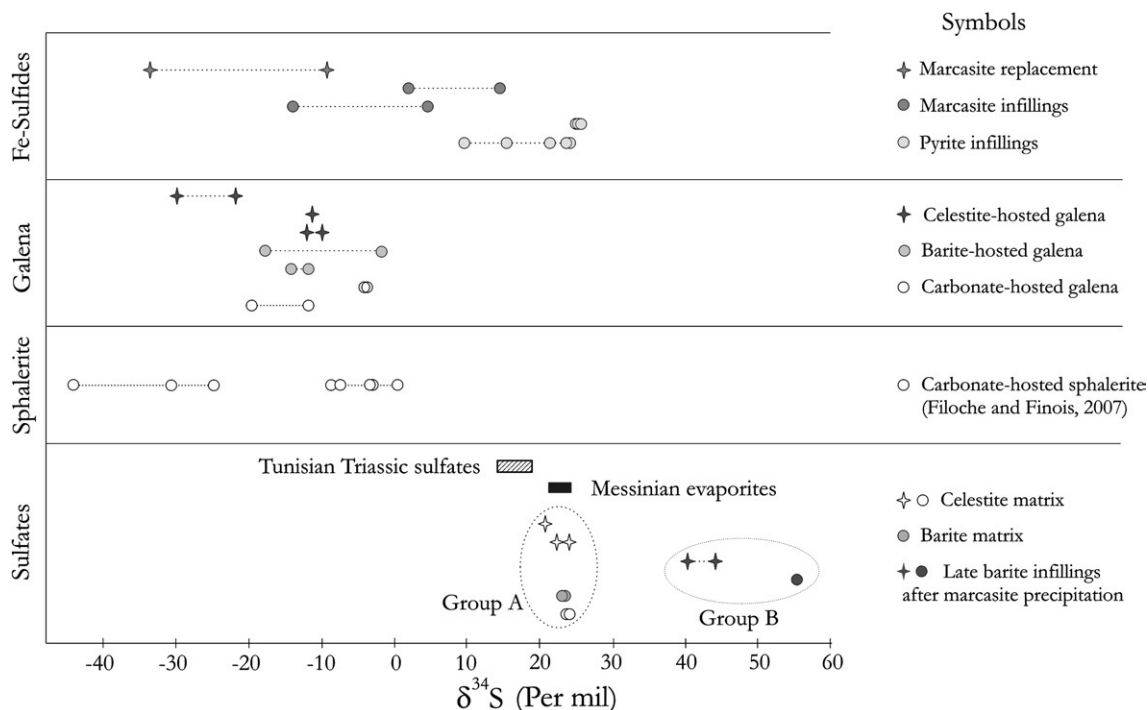 Symbols
Fe-Sulfides
Marcasite replacement
Marcasite infillings
Pyrite infillings
Galena
Celestite-hosted galena
Barite-hosted galena
Carbonate-hosted galena
Sphalerite
Carbonate-hosted sphalerite
(Filoche and Finois, 2007)
Sulfates
Tunisian Triassic sulfates
Messinian evaporites
Celestite matrix
Barite matrix
Late barite infillings
after marcasite precipitation
Group A
Group B
-40 -30 -20 -10 0 10 20 30 40 50 60
δ³⁴S (Per mil)